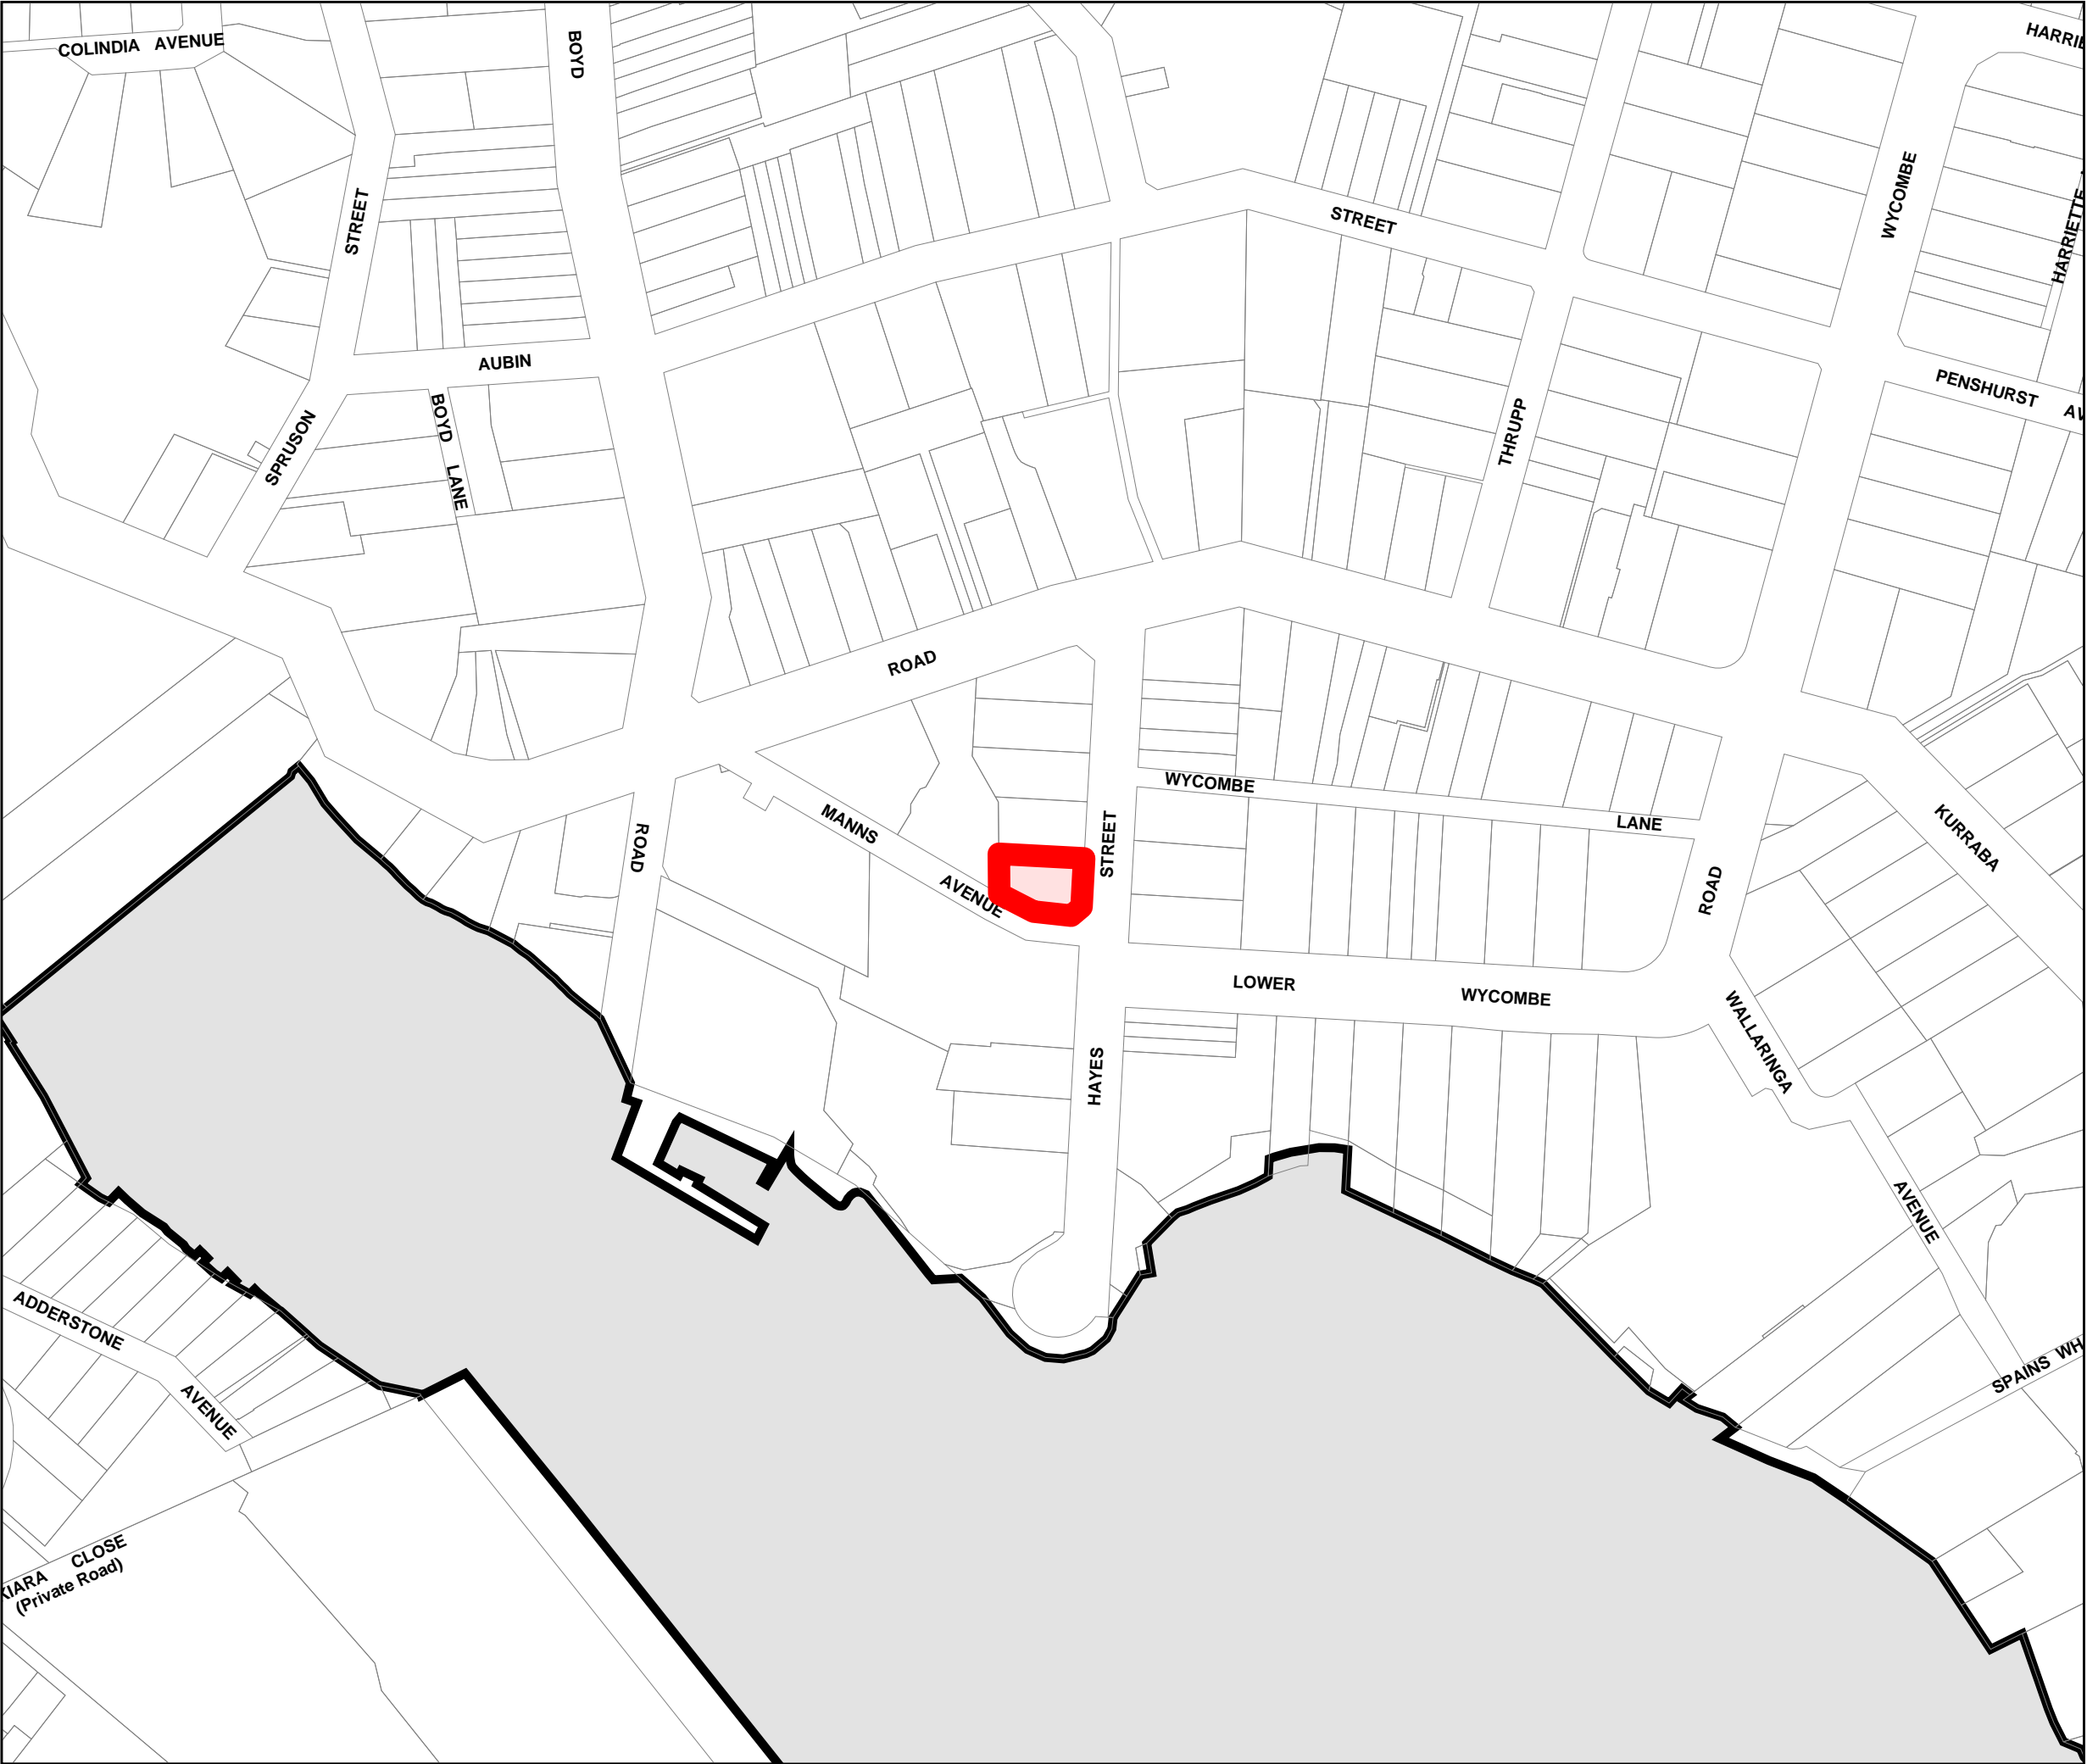 COLINDIA AVENUE
BOYD
HARRIE
STREET
STREET
WYCOMBE
HARRIETTE
AUBIN
PENSHURST AV
BOYD LANE
SPRUSON
THRUPP
ROAD
WYCOMBE LANE
MANNS AVENUE
ROAD
STREET
KURRABA
ROAD
LOWER WYCOMBE
WALLARINGA
HAYES
AVENUE
ADDERSTONE
AVENUE
SPAINS WH
KIARA CLOSE
(Private Road)